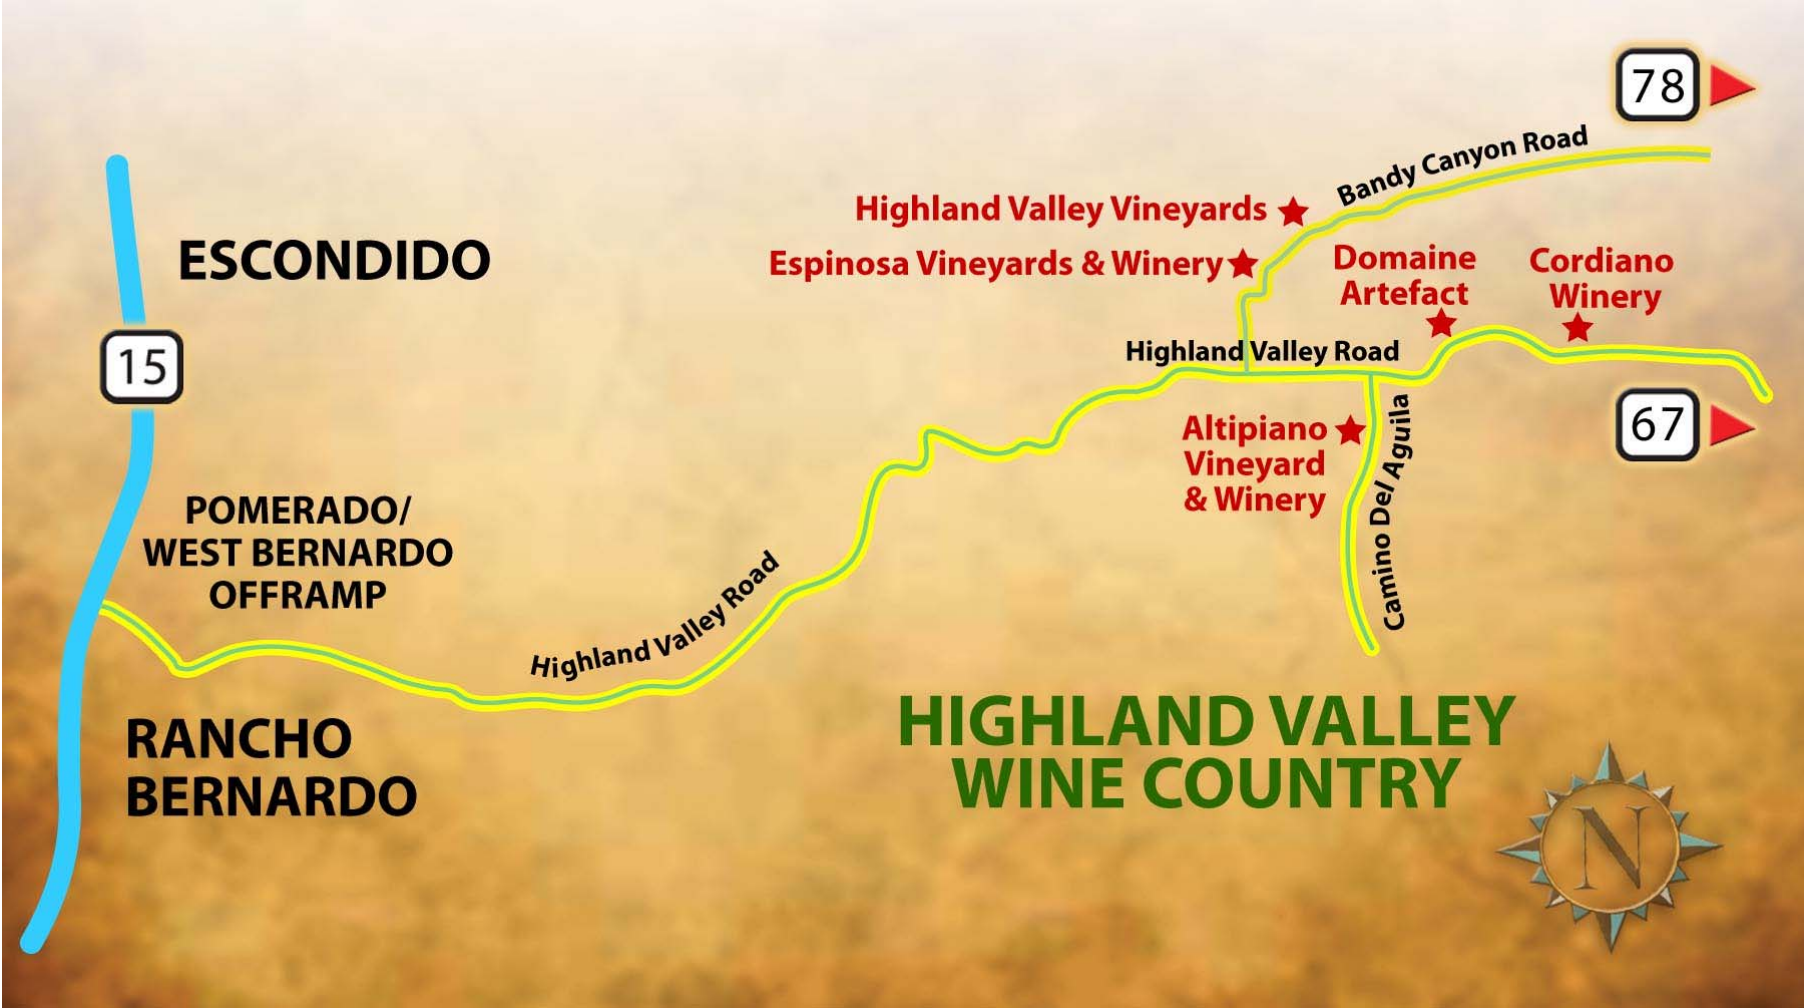 78
Bandy Canyon Road
Highland Valley Vineyards
Espinosa Vineyards & Winery
Domaine
Artefact
Cordiano
Winery
ESCONDIDO
15
Highland Valley Road
67
Altipiano
Vineyard
& Winery
Camino Del Aguila
POMERADO/
WEST BERNARDO
OFFRAMP
Highland Valley Road
RANCHO
BERNARDO
HIGHLAND VALLEY
WINE COUNTRY
N